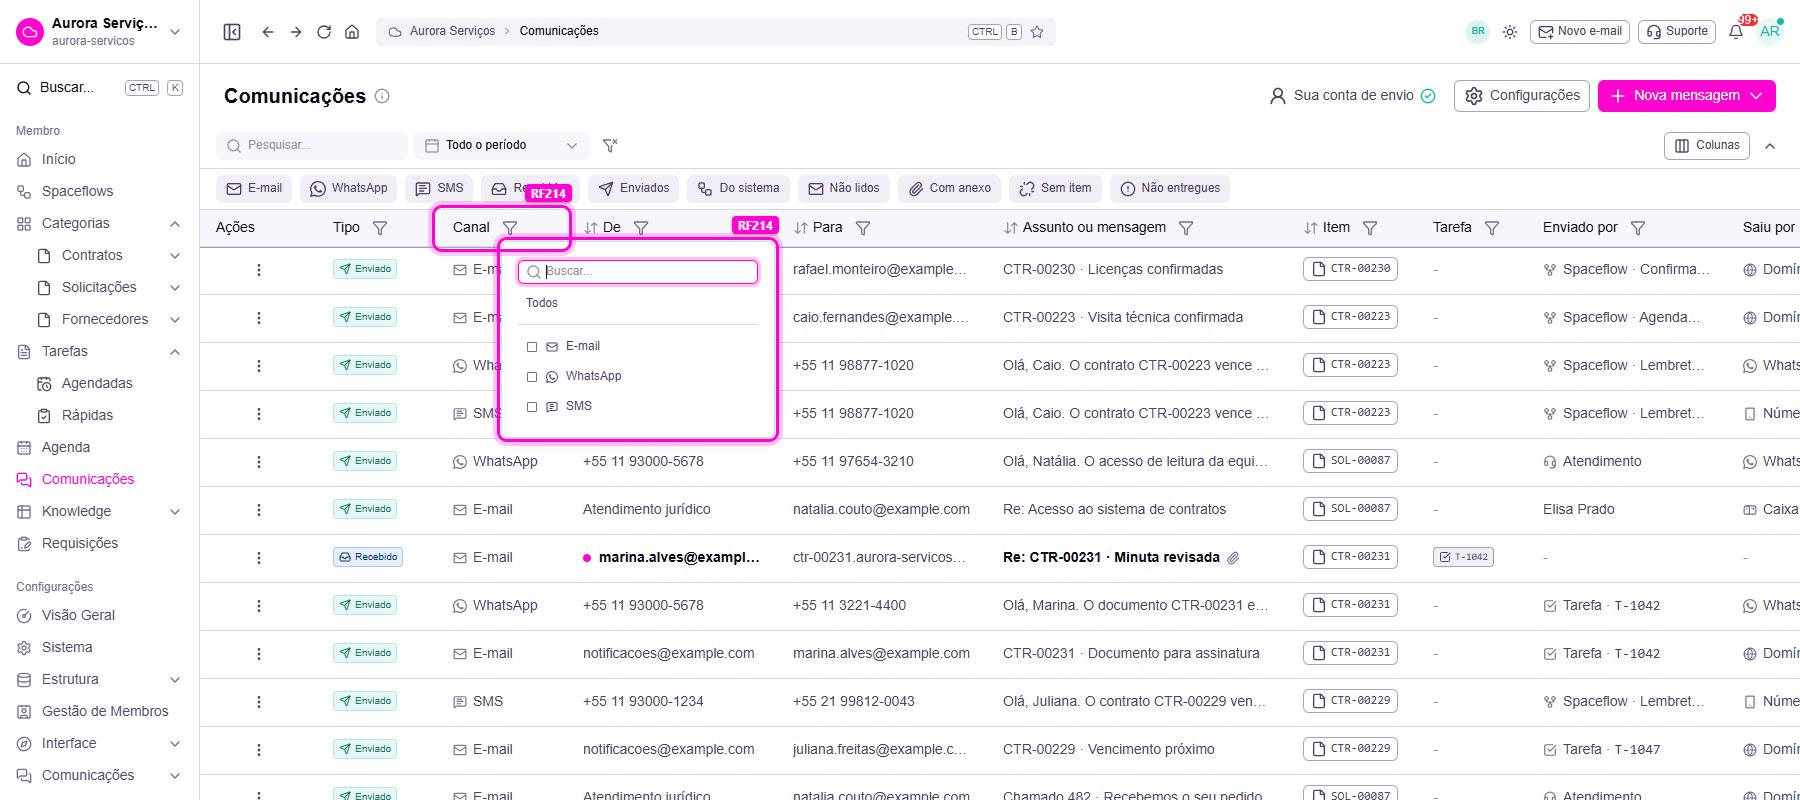 Aurora Serviç...
aurora-servicos
Aurora Serviços > Comunicações
CTRL B
BR
Novo e-mail
Suporte
99+
AR
Buscar...
CTRL K
Membro
Início
Spaceflows
Categorias
Contratos
Solicitações
Fornecedores
Tarefas
Agendadas
Rápidas
Agenda
Comunicações
Knowledge
Requisições
Configurações
Visão Geral
Sistema
Estrutura
Gestão de Membros
Interface
Comunicações
Comunicações
Sua conta de envio
Configurações
Nova mensagem
Pesquisar...
Todo o período
Colunas
E-mail WhatsApp SMS Enviados Do sistema Não lidos Com anexo Sem item Não entregues
RF214
RF214
Ações Tipo Canal De Para Assunto ou mensagem Item Tarefa Enviado por Saiu por
Buscar...
Todos
E-mail
WhatsApp
SMS
Enviado rafael.monteiro@example... CTR-00230 · Licenças confirmadas CTR-00230 - Spaceflow · Confirma...
Enviado caio.fernandes@example.... CTR-00223 · Visita técnica confirmada CTR-00223 - Spaceflow · Agenda...
Enviado +55 11 98877-1020 Olá, Caio. O contrato CTR-00223 vence ... CTR-00223 - Spaceflow · Lembret...
Enviado SMS +55 11 98877-1020 Olá, Caio. O contrato CTR-00223 vence ... CTR-00223 - Spaceflow · Lembret...
Enviado WhatsApp +55 11 93000-5678 +55 11 97654-3210 Olá, Natália. O acesso de leitura da equi... SOL-00087 - Atendimento
Enviado E-mail Atendimento jurídico natalia.couto@example.com Re: Acesso ao sistema de contratos SOL-00087 - Elisa Prado Caixa
Recebido E-mail marina.alves@exampl... ctr-00231.aurora-servicos... Re: CTR-00231 · Minuta revisada CTR-00231 T-1042 - -
Enviado WhatsApp +55 11 93000-5678 +55 11 3221-4400 Olá, Marina. O documento CTR-00231 e... CTR-00231 - Tarefa · T-1042
Enviado E-mail notificacoes@example.com marina.alves@example.com CTR-00231 · Documento para assinatura CTR-00231 - Tarefa · T-1042
Enviado SMS +55 11 93000-1234 +55 21 99812-0043 Olá, Juliana. O contrato CTR-00229 ven... CTR-00229 - Spaceflow · Lembret...
Enviado E-mail notificacoes@example.com juliana.freitas@example.c... CTR-00229 · Vencimento próximo CTR-00229 - Tarefa · T-1047
Enviado E-mail Atendimento jurídico natalia.couto@example.com Chamado 482 · Recebemos o seu pedido SOL-00087 - Atendimento